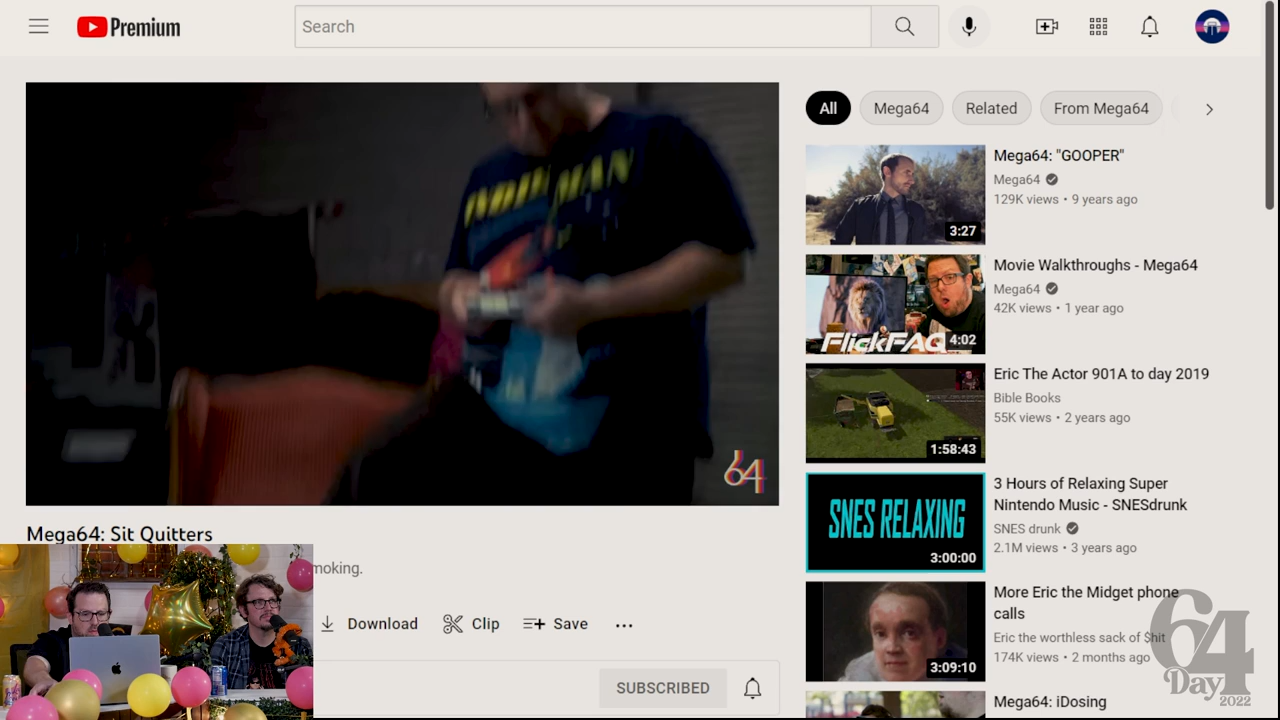 Premium
Search
INDIE MAN
64
Mega64: Sit Quitters
moking.
Download
Clip
Save
SUBSCRIBED
All
Mega64
Related
From Mega64
Mega64: "GOOPER"
Mega64
129K views • 9 years ago
3:27
Movie Walkthroughs - Mega64
Mega64
42K views • 1 year ago
FlickFAQ
4:02
Eric The Actor 901A to day 2019
Bible Books
55K views • 2 years ago
1:58:43
3 Hours of Relaxing Super
Nintendo Music - SNESdrunk
SNES drunk
2.1M views • 3 years ago
SNES RELAXING
3:00:00
More Eric the Midget phone
calls
Eric the worthless sack of $hit
174K views • 2 months ago
3:09:10
Mega64: iDosing
64
Day
2022